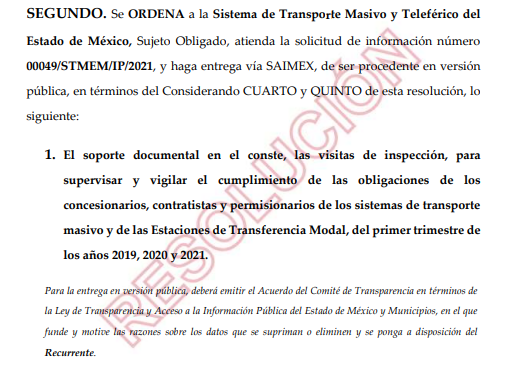 SEGUNDO. Se ORDENA a la Sistema de Transporte Masivo y Teleférico del
Estado de México, Sujeto Obligado, atienda la solicitud de información número
00049/STMEM/IP/2021, y haga entrega vía SAIMEX, de ser procedente en versión
pública, en términos del Considerando CUARTO y QUINTO de esta resolución, lo
siguiente:
1. El soporte documental en el conste, las visitas de inspección, para
supervisar y vigilar el cumplimiento de las obligaciones de los
concesionarios, contratistas y permisionarios de los sistemas de transporte
masivo y de las Estaciones de Transferencia Modal, del primer trimestre de
los años 2019, 2020 y 2021.
Para la entrega en versión pública, deberá emitir el Acuerdo del Comité de Transparencia en términos de
la Ley de Transparencia y Acceso a la Información Pública del Estado de México y Municipios, en el que
funde y motive las razones sobre los datos que se supriman o eliminen y se ponga a disposición del
Recurrente.
RESOLUCIÓN